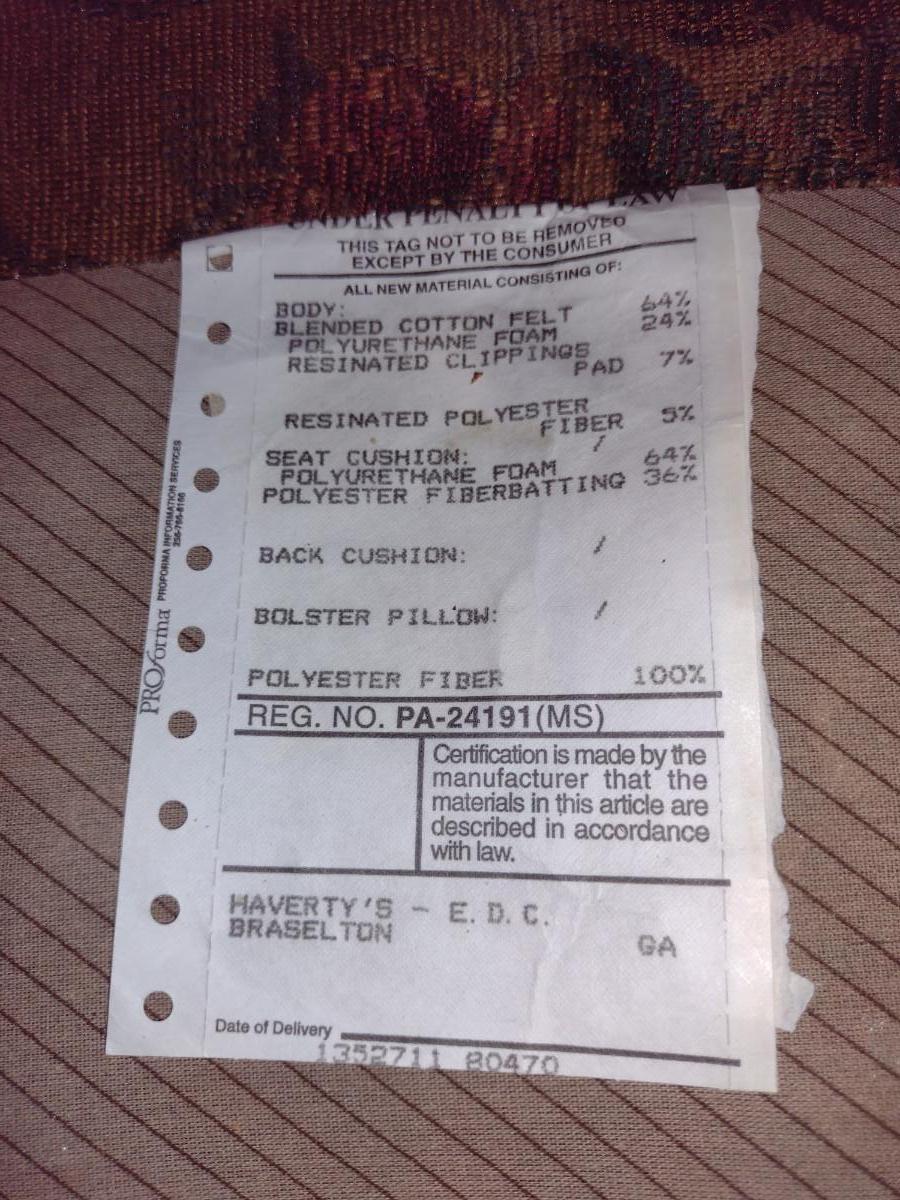 UNDER PENALTY OF LAW
THIS TAG NOT TO BE REMOVED
EXCEPT BY THE CONSUMER
ALL NEW MATERIAL CONSISTING OF:
BODY:
BLENDED COTTON FELT 64%
POLYURETHANE FOAM 24%
RESINATED CLIPPINGS
PAD 7%
RESINATED POLYESTER
FIBER 5%
/
SEAT CUSHION:
POLYURETHANE FOAM 64%
POLYESTER FIBERBATTING 36%
BACK CUSHION: /
BOLSTER PILLOW: /
POLYESTER FIBER 100%
REG. NO. PA-24191(MS)
Certification is made by the
manufacturer that the
materials in this article are
described in accordance
with law.
HAVERTY'S - E. D. C.
BRASELTON GA
Date of Delivery
1352711 80470
PROforma PROFORMA INFORMATION SERVICES